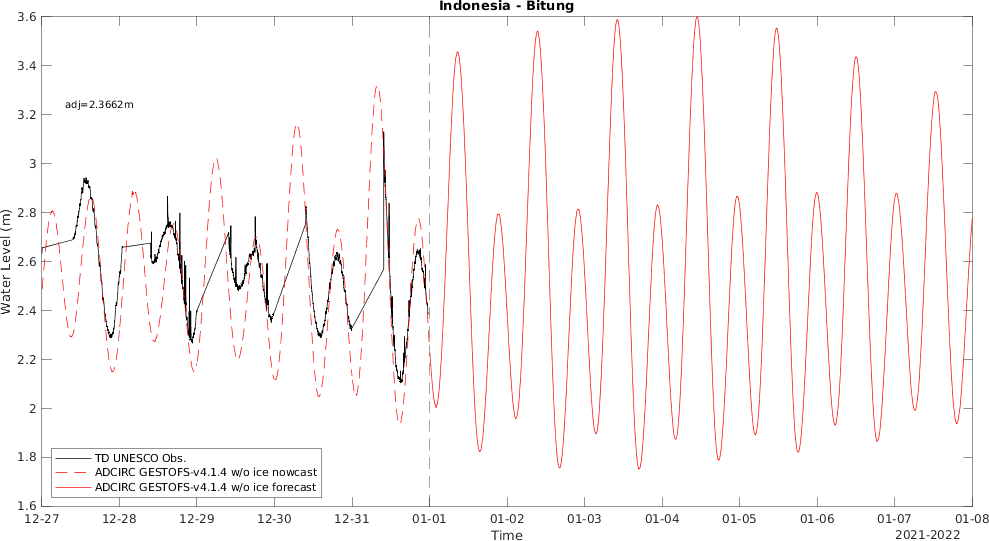 Indonesia - Bitung
3.6
3.4
3.2
3
2.8
2.6
2.4
2.2
2
1.8
1.6
Water Level (m)
adj=2.3662m
TD UNESCO Obs.
ADCIRC GESTOFS-v4.1.4 w/o ice nowcast
ADCIRC GESTOFS-v4.1.4 w/o ice forecast
12-27 12-28 12-29 12-30 12-31 01-01 01-02 01-03 01-04 01-05 01-06 01-07 01-08
Time
2021-2022